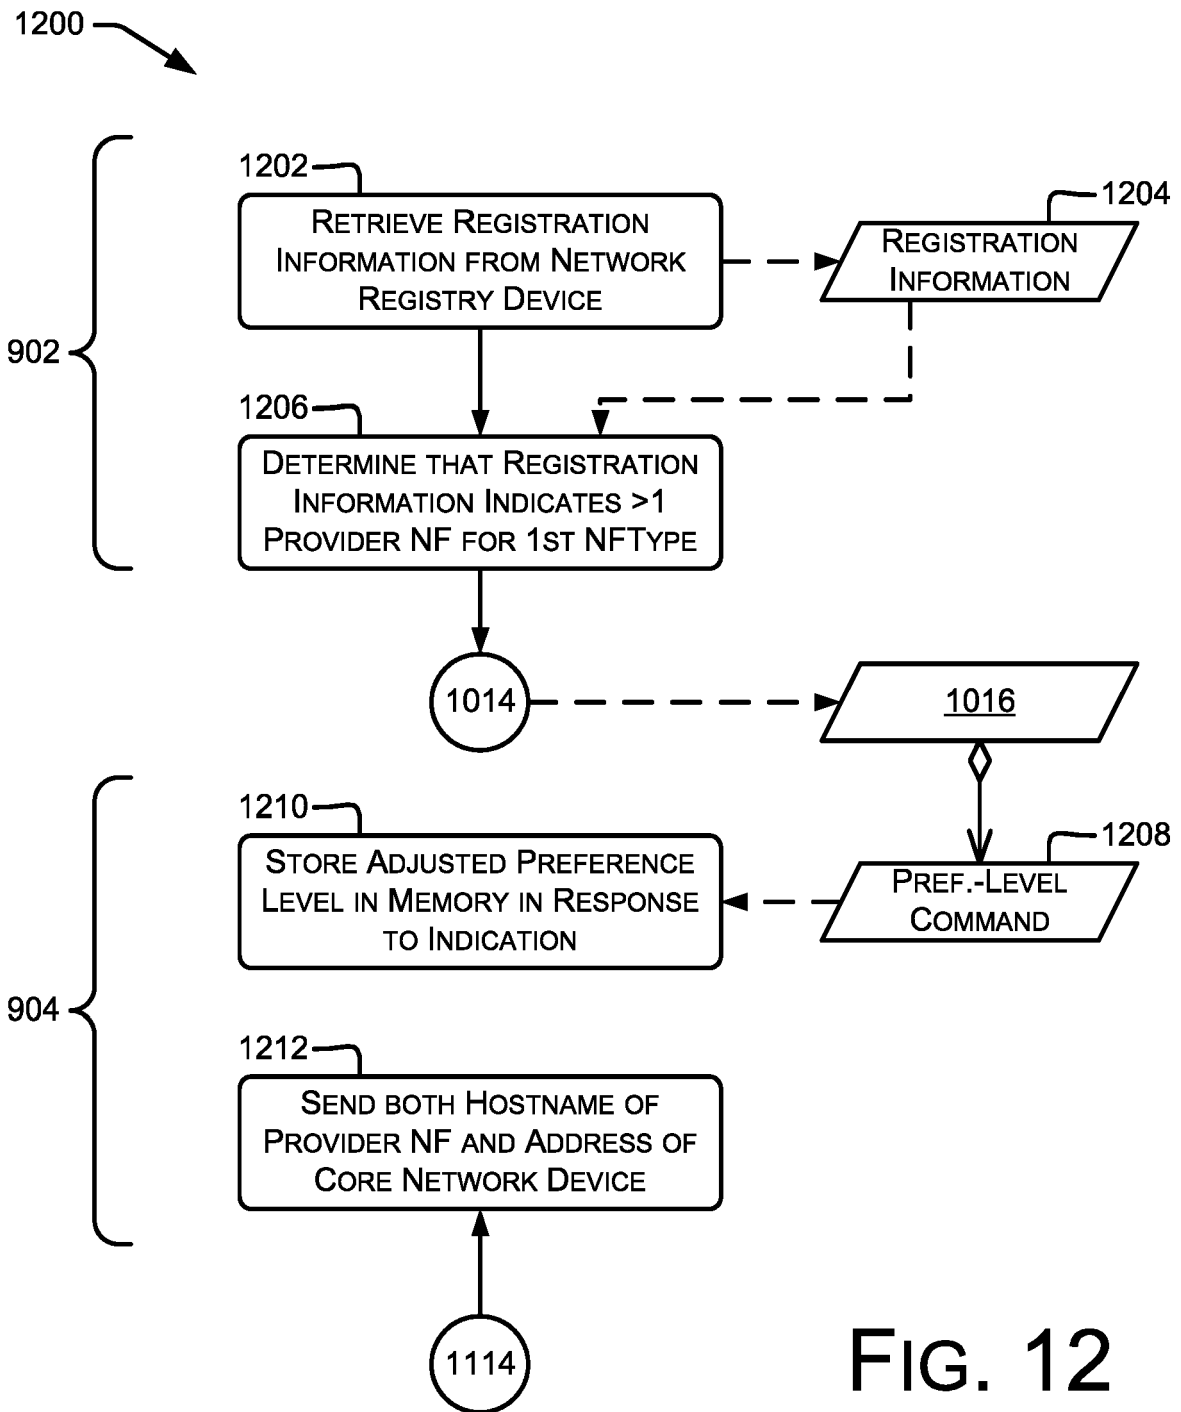 1200
1202
RETRIEVE REGISTRATION
INFORMATION FROM NETWORK
REGISTRY DEVICE
1204
REGISTRATION
INFORMATION
902
1206
DETERMINE THAT REGISTRATION
INFORMATION INDICATES >1
PROVIDER NF FOR 1ST NFTYPE
1014
1016
1210
STORE ADJUSTED PREFERENCE
LEVEL IN MEMORY IN RESPONSE
TO INDICATION
1208
PREF.-LEVEL
COMMAND
904
1212
SEND BOTH HOSTNAME OF
PROVIDER NF AND ADDRESS OF
CORE NETWORK DEVICE
1114
FIG. 12